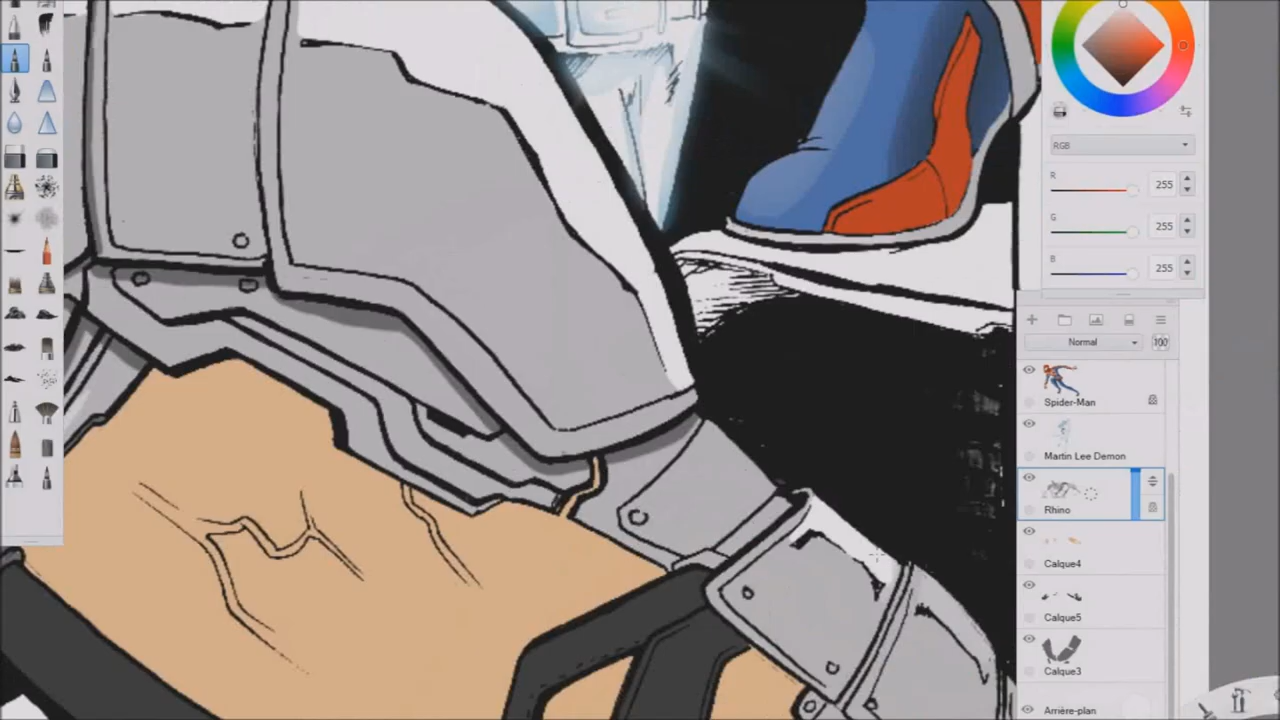 RGB
R
255
G
255
B
255
Normal
100
Spider-Man
Martin Lee Demon
Rhino
Calque4
Calque5
Calque3
Arrière-plan